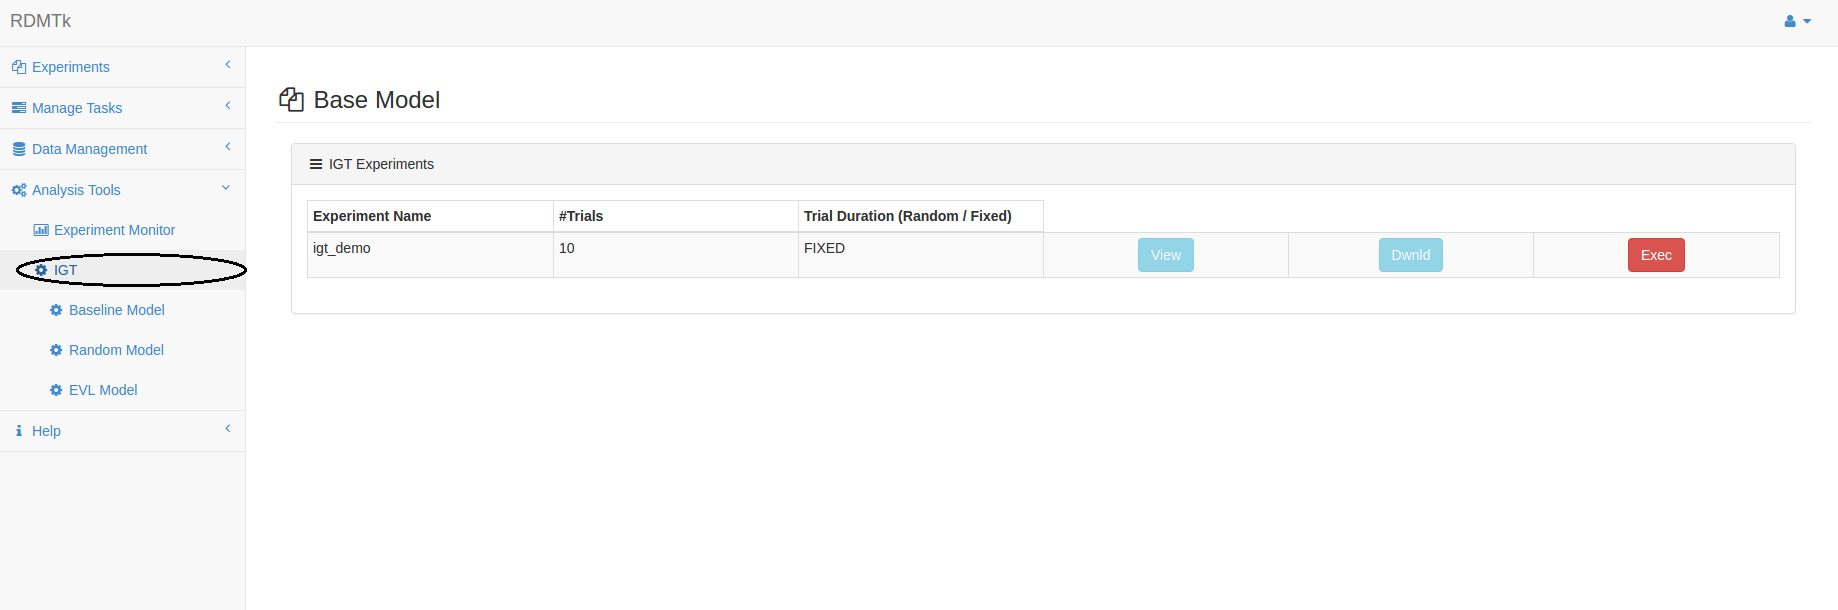 RDMTk
Experiments
Manage Tasks
Data Management
Analysis Tools
Experiment Monitor
IGT
Baseline Model
Random Model
EVL Model
Help
Base Model
IGT Experiments
Experiment Name #Trials Trial Duration (Random / Fixed)
igt_demo 10 FIXED View Dwnld Exec